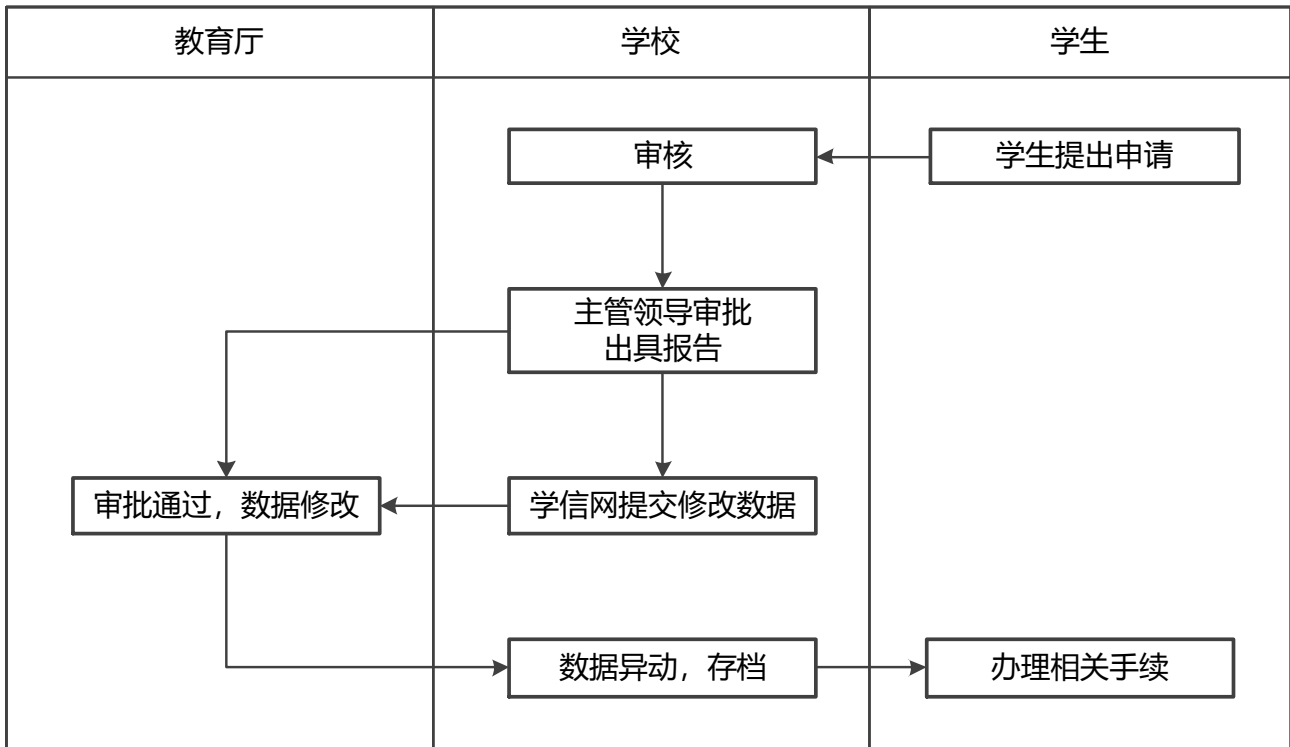 教育厅
学校
学生
审核
学生提出申请
主管领导审批
出具报告
审批通过，数据修改
学信网提交修改数据
数据异动，存档
办理相关手续